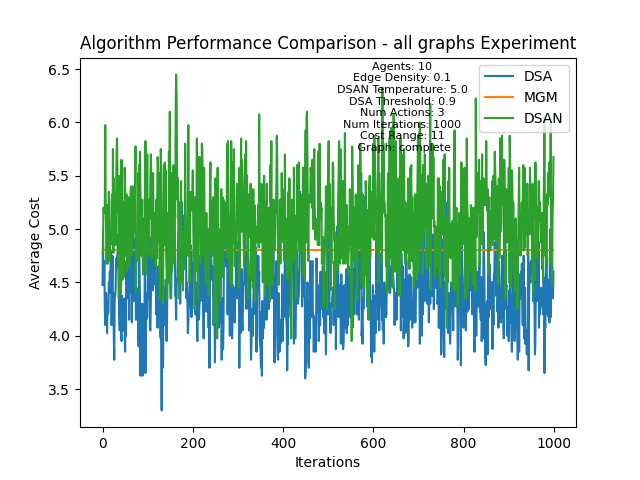 Algorithm Performance Comparison - all graphs Experiment
Agents: 10
Edge Density: 0.1
DSAN Temperature: 5.0
DSA Threshold: 0.9
Num Actions: 3
Num Iterations: 1000
Cost Range: 11
Graph: complete
DSA
MGM
DSAN
Average Cost
6.5
6.0
5.5
5.0
4.5
4.0
3.5
0
200
400
600
800
1000
Iterations